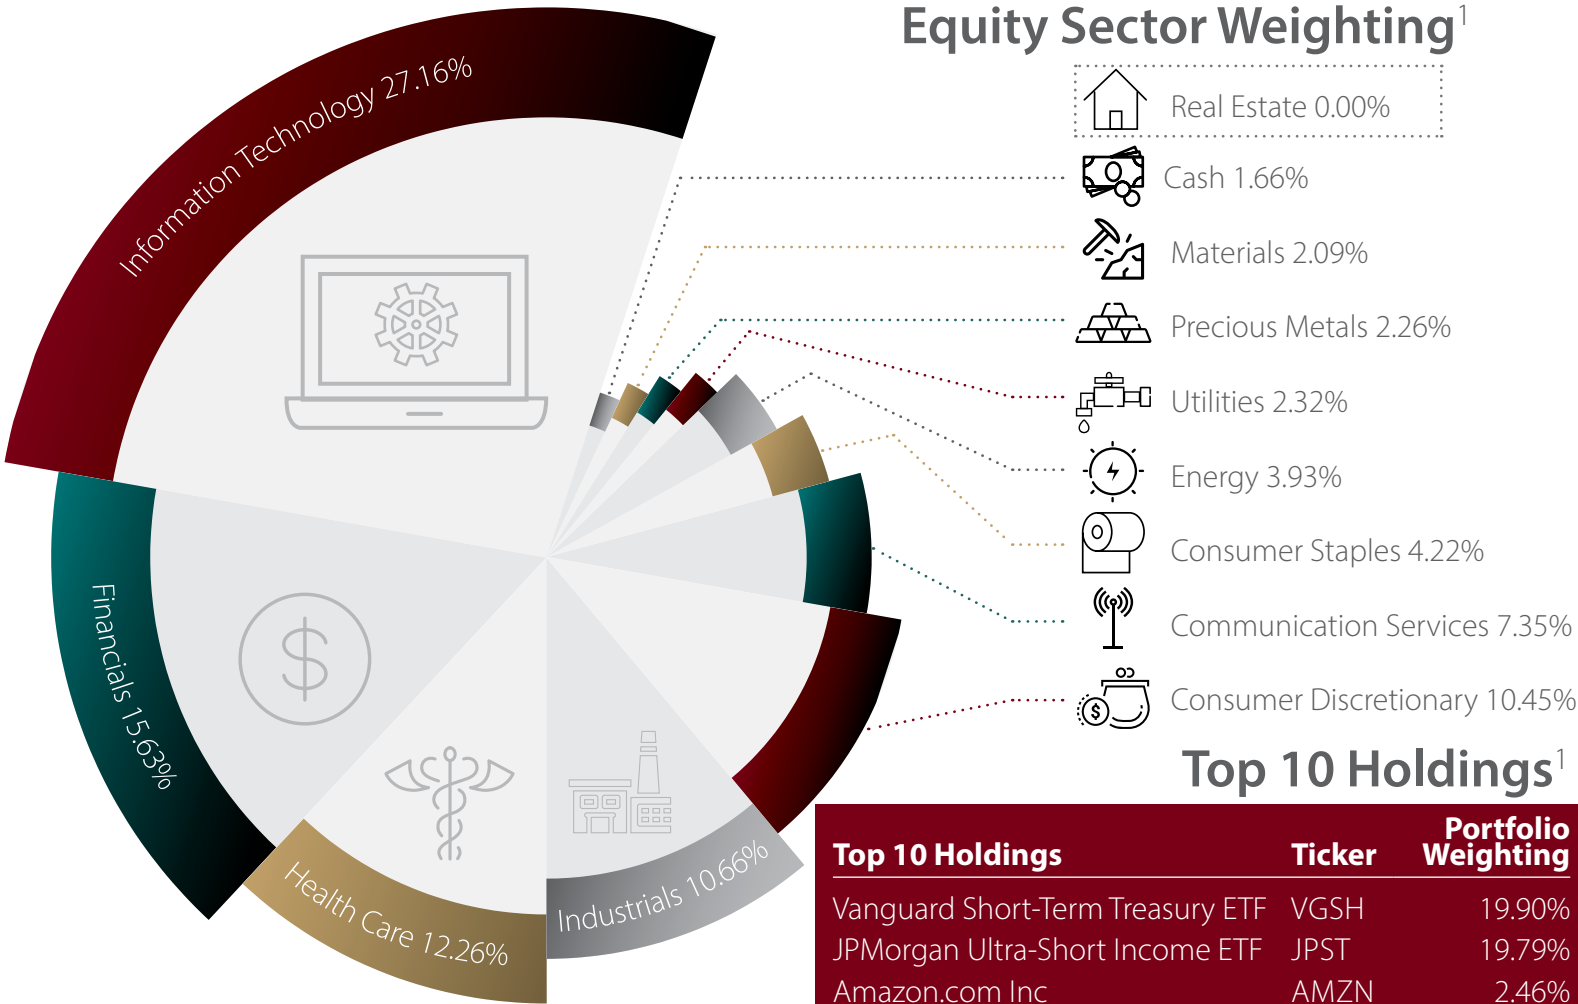 Equity Sector Weighting1
Information Technology 27.16%
Financials 15.63%
Health Care 12.26%
Industrials 10.66%
Real Estate 0.00%
Cash 1.66%
Materials 2.09%
Precious Metals 2.26%
Utilities 2.32%
Energy 3.93%
Consumer Staples 4.22%
Communication Services 7.35%
Consumer Discretionary 10.45%
$
$
Top 10 Holdings1
Top 10 Holdings Ticker Portfolio Weighting
Vanguard Short-Term Treasury ETF VGSH 19.90%
JPMorgan Ultra-Short Income ETF JPST 19.79%
Amazon.com Inc AMZN 2.46%